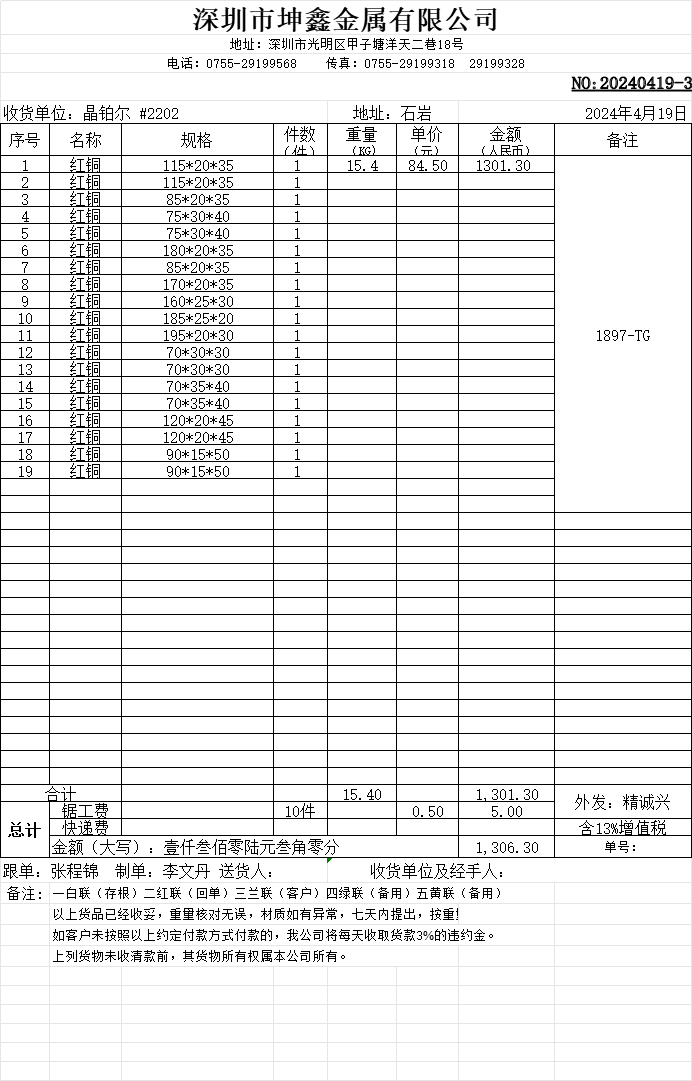 深圳市坤鑫金属有限公司
地址：深圳市光明区甲子塘洋天二巷18号
电话：0755-29199568 传真：0755-29199318 29199328
NO:20240419-3
收货单位：晶铂尔 #2202 地址：石岩 2024年4月19日
序号 名称 规格 件数（件） 重量（KG） 单价（元） 金额（人民币） 备注
1 红铜 115*20*35 1 15.4 84.50 1301.30
2 红铜 115*20*35 1
3 红铜 85*20*35 1
4 红铜 75*30*40 1
5 红铜 75*30*40 1
6 红铜 180*20*35 1
7 红铜 85*20*35 1
8 红铜 170*20*35 1
9 红铜 160*25*30 1
10 红铜 185*25*20 1
11 红铜 195*20*30 1 1897-TG
12 红铜 70*30*30 1
13 红铜 70*30*30 1
14 红铜 70*35*40 1
15 红铜 70*35*40 1
16 红铜 120*20*45 1
17 红铜 120*20*45 1
18 红铜 90*15*50 1
19 红铜 90*15*50 1
合计 15.40 1,301.30 外发：精诚兴
总计 锯工费 10件 0.50 5.00
快递费 含13%增值税
金额（大写）：壹仟叁佰零陆元叁角零分 1,306.30 单号：
跟单：张程锦 制单：李文丹 送货人： 收货单位及经手人：
备注：一白联（存根）二红联（回单）三兰联（客户）四绿联（备用）五黄联（备用）
以上货品已经收妥，重量核对无误，材质如有异常，七天内提出，按重
如客户未按照以上约定付款方式付款的，我公司将每天收取货款3%的违约金。
上列货物未收清款前，其货物所有权属本公司所有。